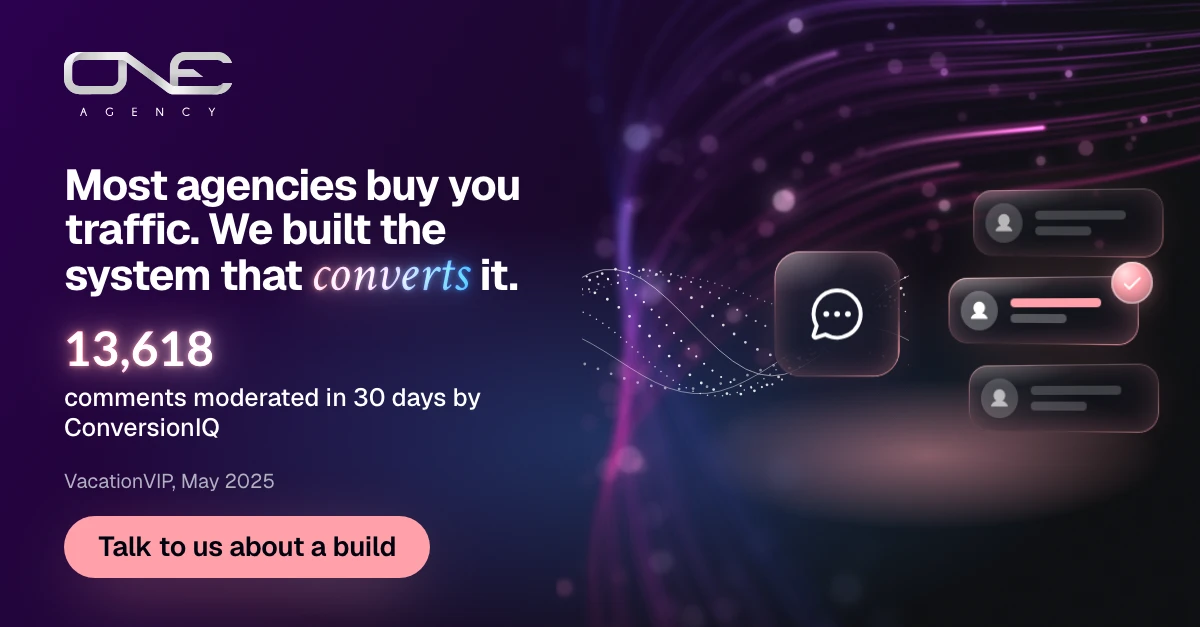 ONE
AGENCY
Most agencies buy you
traffic. We built the
system that converts it.
13,618
comments moderated in 30 days by
ConversionIQ
VacationVIP, May 2025
Talk to us about a build